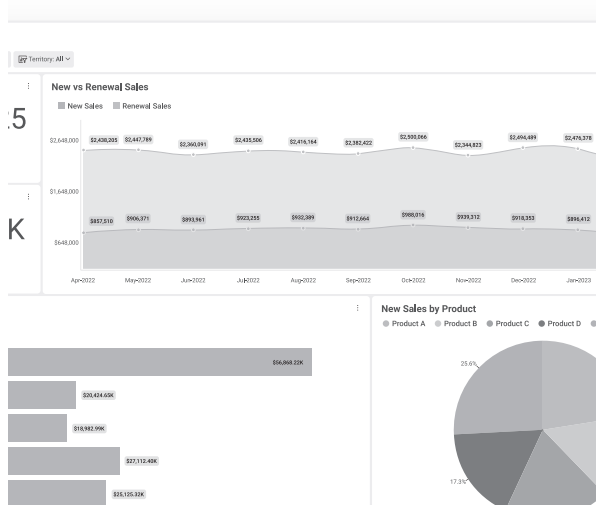 Territory: All
.5
New vs Renewal Sales
New Sales Renewal Sales
$2,648,000
$2,438,205 $2,447,789 $2,360,091 $2,435,506 $2,416,164 $2,382,422 $2,500,066 $2,344,823 $2,494,489 $2,476,378
$1,648,000
K
$857,510 $906,371 $893,961 $923,255 $932,389 $912,664 $988,016 $939,312 $918,353 $896,412
$648,000
Apr-2022 May-2022 Jun-2022 Jul-2022 Aug-2022 Sep-2022 Oct-2022 Nov-2022 Dec-2022 Jan-2023
$56,868.22K
$20,424.65K
$18,982.99K
$27,112.40K
$25,125.32K
New Sales by Product
Product A Product B Product C Product D
25.6%
17.3%